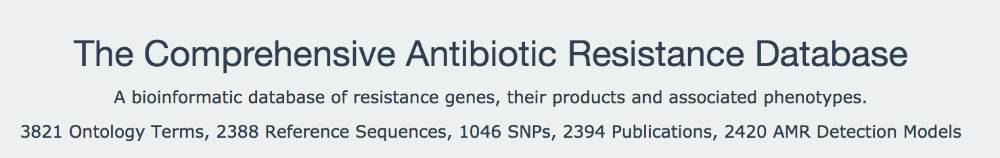 The Comprehensive Antibiotic Resistance Database
A bioinformatic database of resistance genes, their products and associated phenotypes.
3821 Ontology Terms, 2388 Reference Sequences, 1046 SNPs, 2394 Publications, 2420 AMR Detection Models